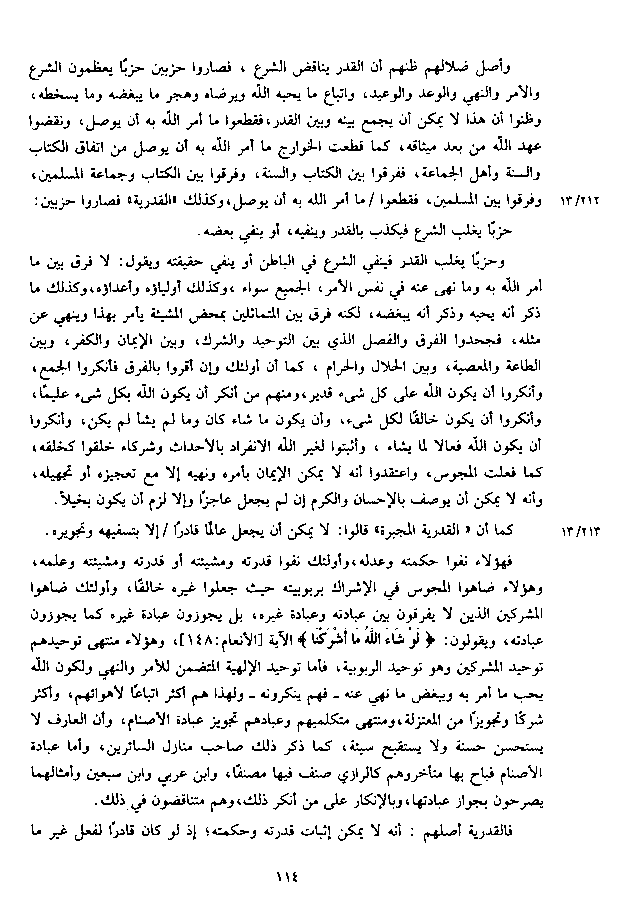 وأصل ضلالهم ظنهم أن القدر يناقض الشرع ، فصاروا حزبين حزبًا يعظمون الشرع
والأمر والنهي والوعد والوعيد، واتباع ما يحبه الله ويرضاه وهجر ما يبغضه وما يسخطه،
وظنوا أن هذا لا يمكن أن يجمع بينه وبين القدر، فقطعوا ما أمر الله به أن يوصل، ونقضوا
عهد الله من بعد ميثاقه، كما قطعت الخوارج ما أمر الله به أن يوصل من اتفاق الكتاب
والسنة وأهل الجماعة، ففرقوا بين الكتاب والسنة، وفرقوا بين الكتاب وجماعة المسلمين،
١٣/٢١٢ وفرقوا بين المسلمين، فقطعوا / ما أمر الله به أن يوصل، وكذلك «القدرية» فصاروا حزبين:
حزبًا يغلب الشرع فيكذب بالقدر وينفيه، أو ينفي بعضه.
وحزبًا يغلب القدر فينفي الشرع في الباطن أو ينفي حقيقته ويقول: لا فرق بين ما
أمر الله به وما نهى عنه في نفس الأمر، الجميع سواء ، وكذلك أولياؤه وأعداؤه، وكذلك ما
ذكر أنه يحبه وذكر أنه يبغضه، لكنه فرق بين المتماثلين بمحض المشيئة يأمر بهذا وينهي عن
مثله، فجحدوا الفرق والفصل الذي بين التوحيد والشرك، وبين الإيمان والكفر، وبين
الطاعة والمعصية، وبين الحلال والحرام ، كما أن أولئك وإن أقروا بالفرق فأنكروا الجمع،
وأنكروا أن يكون الله على كل شىء قدير، ومنهم من أنكر أن يكون الله بكل شىء عليمًا،
وأنكروا أن يكون خالقًا لكل شىء، وأن يكون ما شاء كان وما لم يشأ لم يكن، وأنكروا
أن يكون الله فعالا لما يشاء ، وأثبتوا لغير الله الانفراد بالأحداث وشركاء خلقوا كخلقه،
كما فعلت المجوس، واعتقدوا أنه لا يمكن الإيمان بأمره ونهيه إلا مع تعجيزه أو تجهيله،
وأنه لا يمكن أن يوصف بالإحسان والكرم إن لم يجعل عاجزًا وإلا لزم أن يكون بخيلاً.
١٣/٢١٣ كما أن « القدرية المجبرة» قالوا: لا يمكن أن يجعل عالمًا قادرًا / إلا بتسفيهه وتجويره.
فهؤلاء نفوا حكمته وعدله، وأولئك نفوا قدرته ومشيئته أو قدرته ومشيئته وعلمه،
وهؤلاء ضاهوا المجوس في الإشراك بربوبيته حيث جعلوا غيره خالقًا، وأولئك ضاهوا
المشركين الذين لا يفرقون بين عبادته وعبادة غيره، بل يجوزون عبادة غيره كما يجوزون
عبادته، ويقولون: ﴿ لَوْ شَاءَ اللَّهُ مَا أَشْرَكْنَا ﴾ الآية [الأنعام:١٤٨]، وهؤلاء منتهى توحيدهم
توحيد المشركين وهو توحيد الربوبية، فأما توحيد الإلهية المتضمن للأمر والنهي ولكون الله
يحب ما أمر به ويبغض ما نهى عنه ـ فهم ينكرونه ـ ولهذا هم أكثر اتباعًا لأهوائهم، وأكثر
شركًا وتجويزًا من المعتزلة، ومنتهى متكلميهم وعبادهم تجويز عبادة الأصنام، وأن العارف لا
يستحسن حسنة ولا يستقبح سيئة، كما ذكر ذلك صاحب منازل السائرين، وأما عبادة
الأصنام فباح بها متأخروهم كالرازي صنف فيها مصنفًا، وابن عربي وابن سبعين وأمثالهما
يصرحون بجواز عبادتها، وبالإنكار على من أنكر ذلك، وهم متناقضون في ذلك.
فالقدرية أصلهم : أنه لا يمكن إثبات قدرته وحكمته؛ إذ لو كان قادرًا لفعل غير ما
١١٤